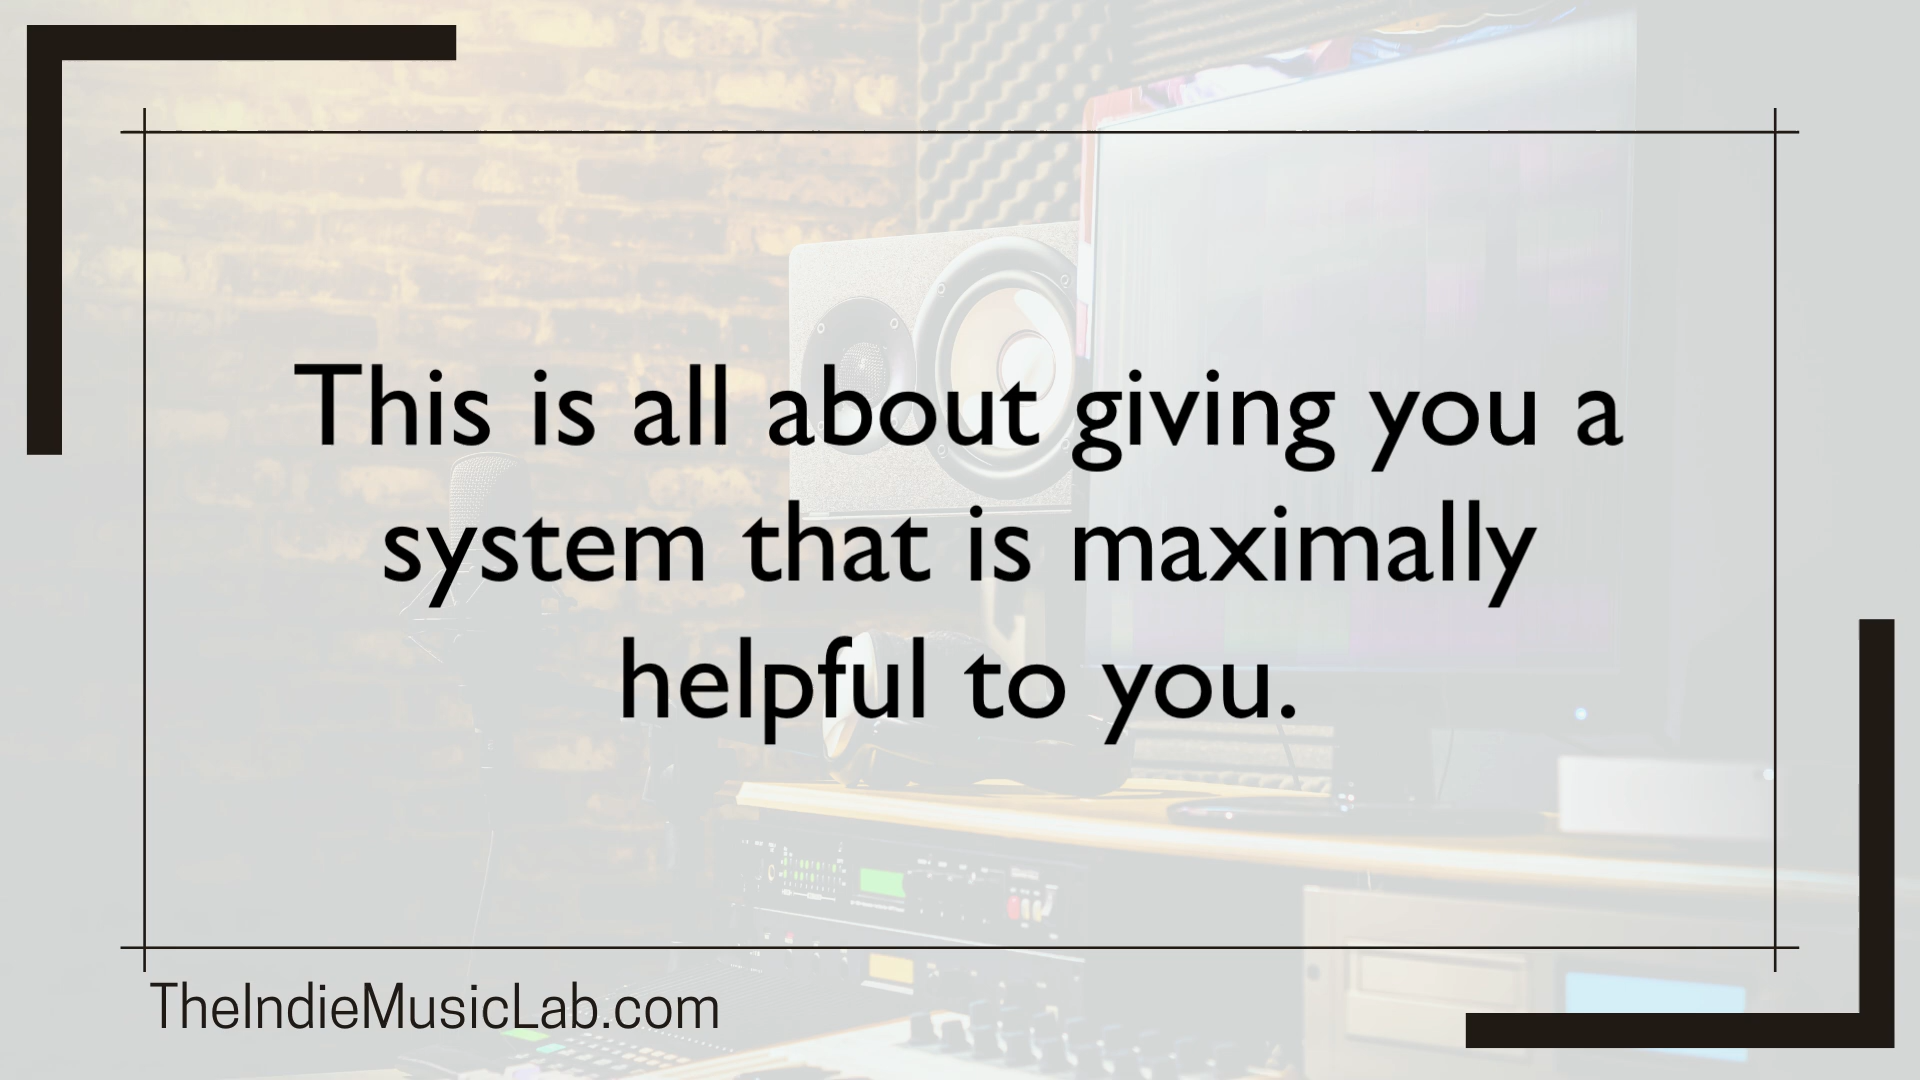 This is all about giving you a
system that is maximally
helpful to you.
TheIndieMusicLab.com